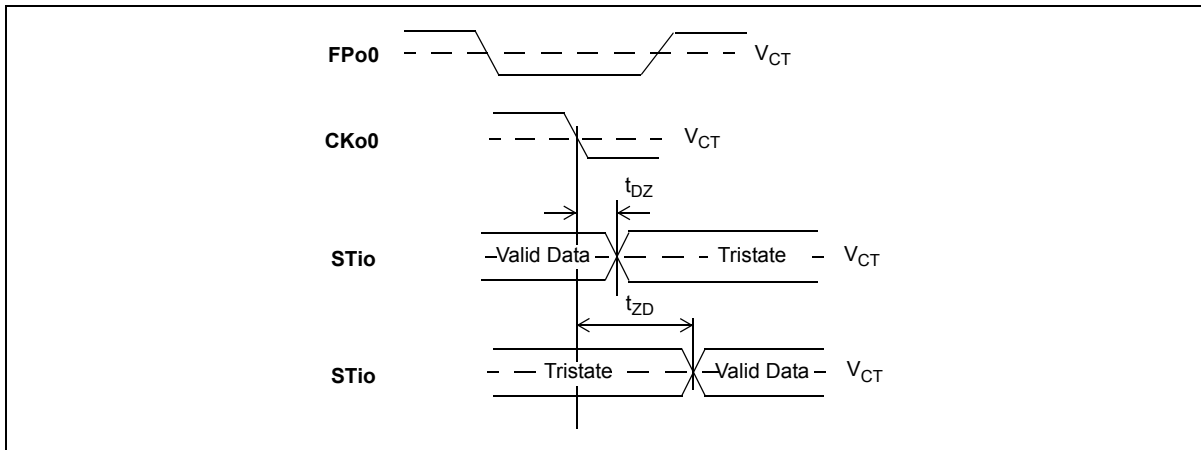 FPo0 V_CT
CKo0 V_CT
t_DZ
STio Valid Data Tristate V_CT
t_ZD
STio Tristate Valid Data V_CT